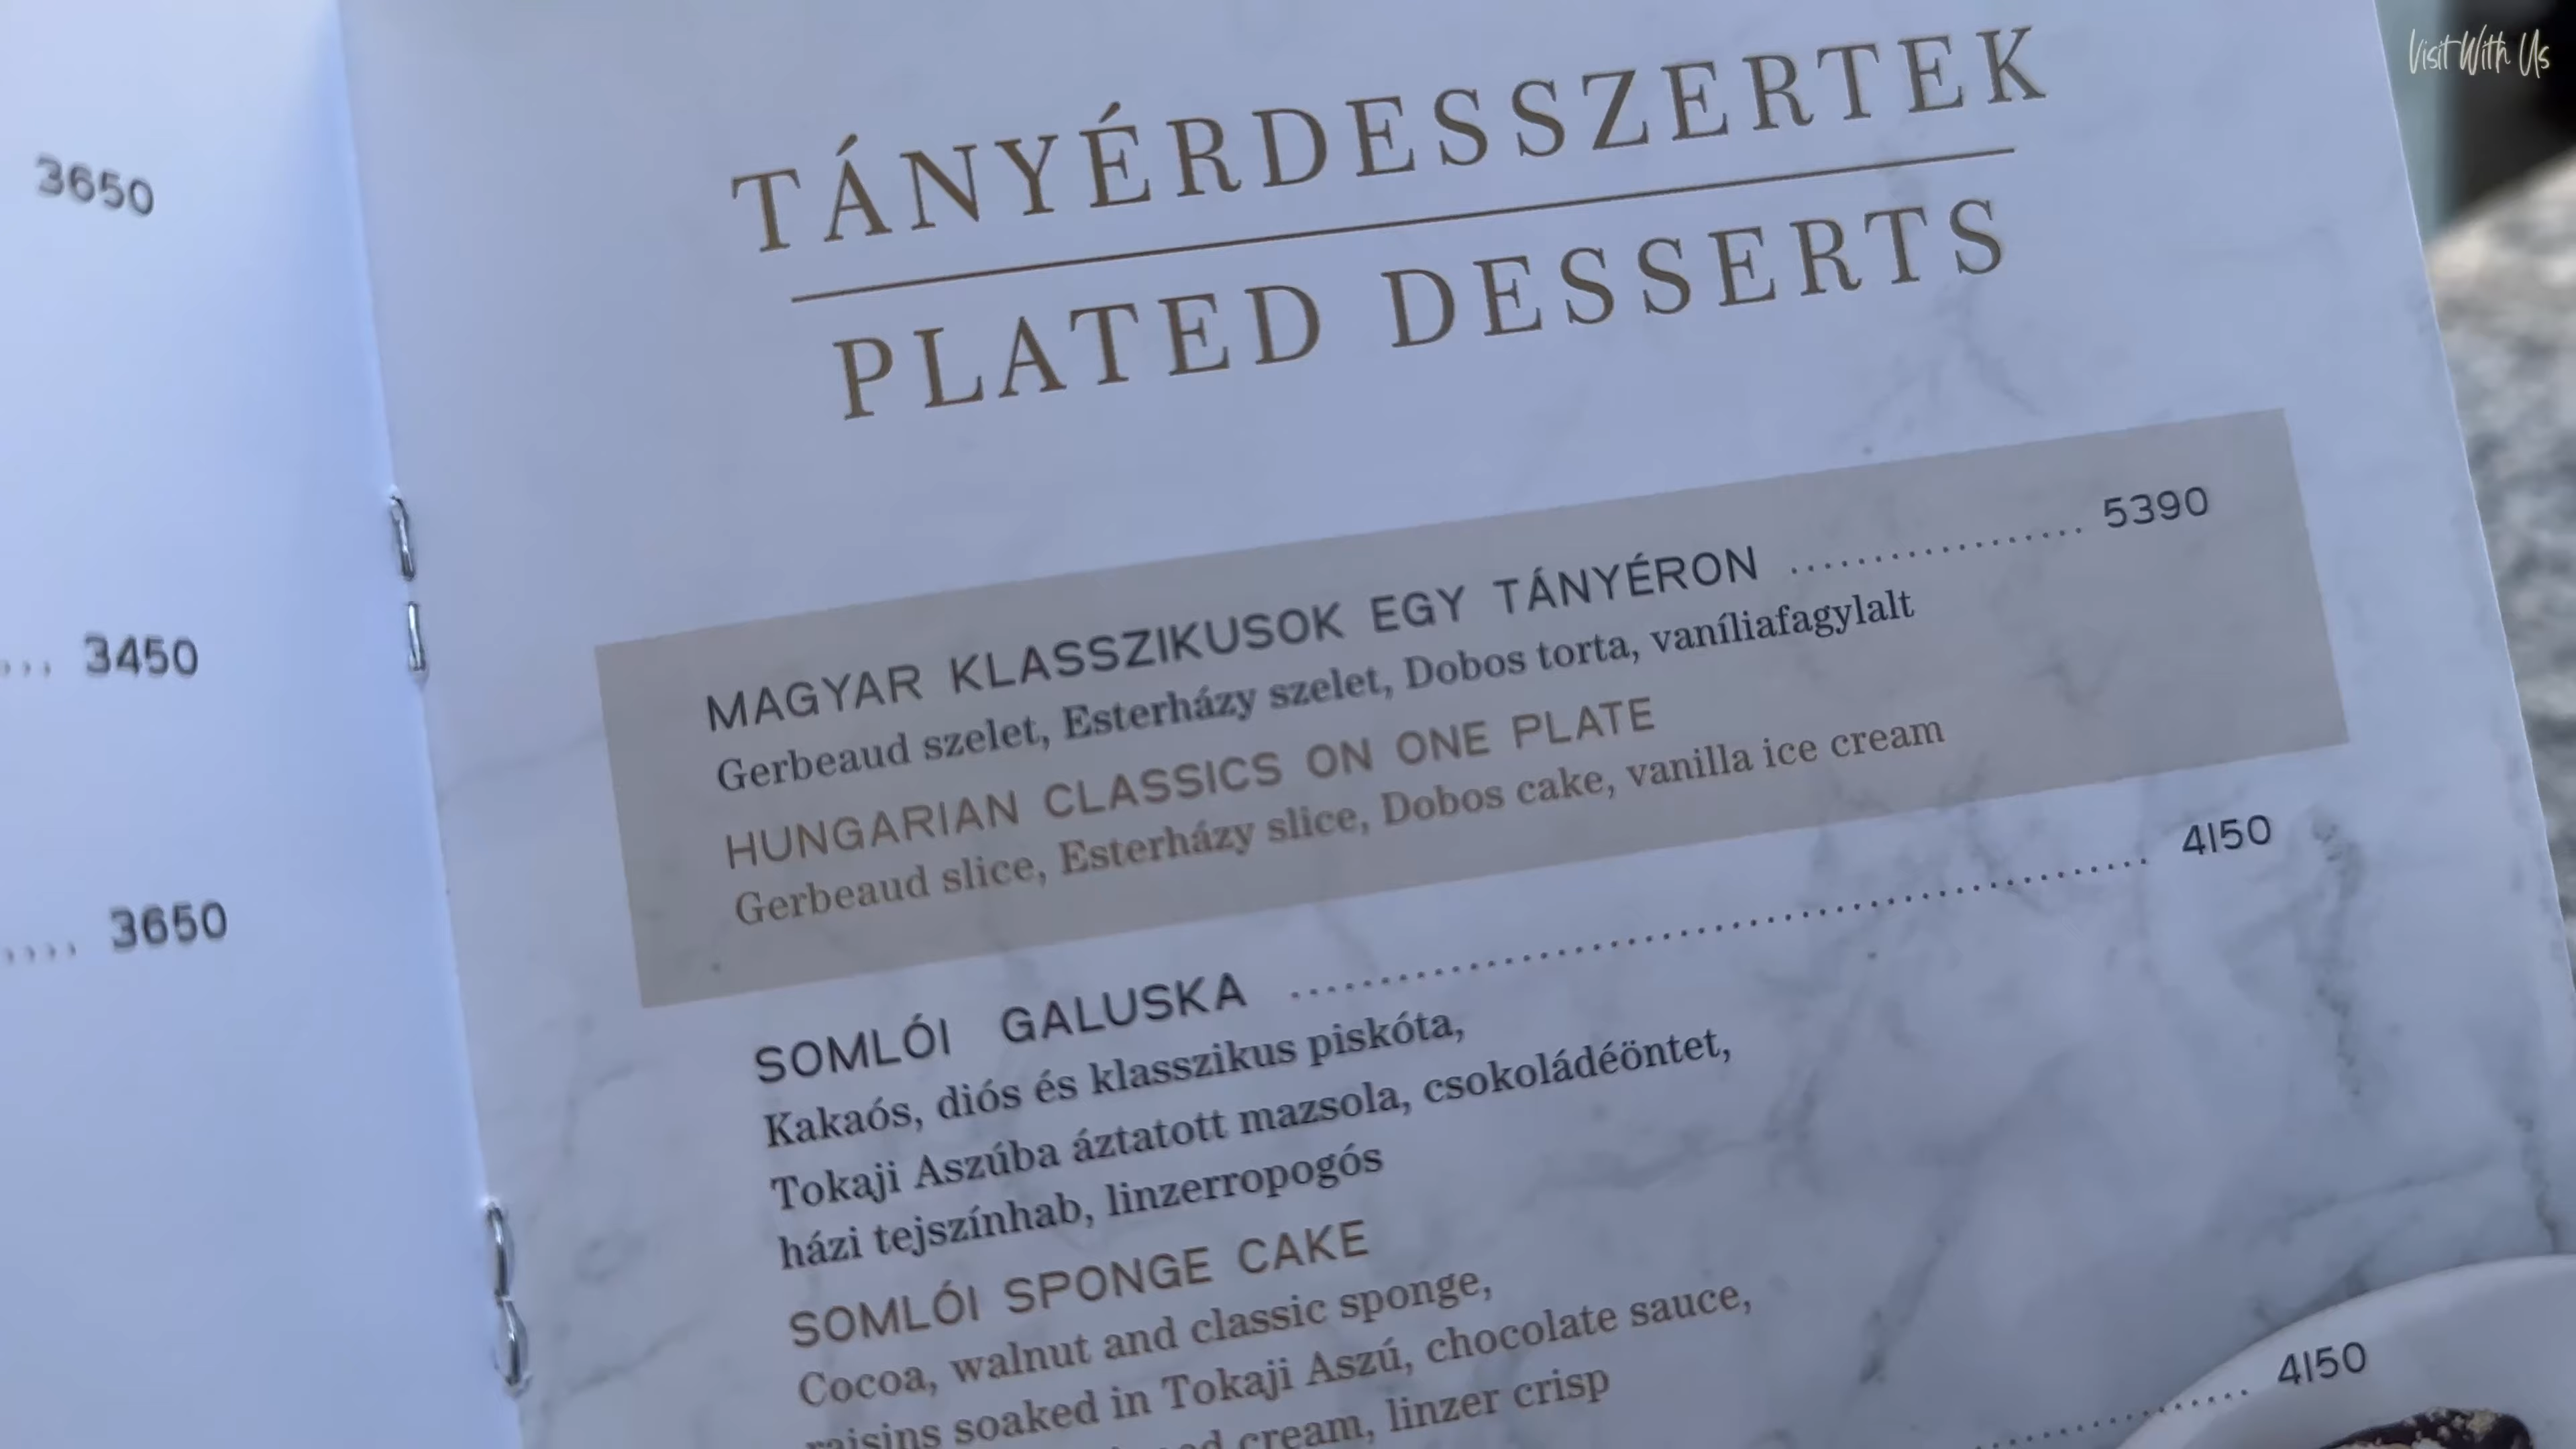 Visit With Us
3650
3450
3650
TÁNYÉRDESSZERTEK
PLATED DESSERTS
MAGYAR KLASSZIKUSOK EGY TÁNYÉRON .................. 5390
Gerbeaud szelet, Esterházy szelet, Dobos torta, vaníliafagylalt
HUNGARIAN CLASSICS ON ONE PLATE
Gerbeaud slice, Esterházy slice, Dobos cake, vanilla ice cream
SOMLÓI GALUSKA .................. 4150
Kakaós, diós és klasszikus piskóta,
Tokaji Aszúba áztatott mazsola, csokoládéöntet,
házi tejszínhab, linzerropogós
SOMLÓI SPONGE CAKE
Cocoa, walnut and classic sponge,
raisins soaked in Tokaji Aszú, chocolate sauce,
cream, linzer crisp
4150